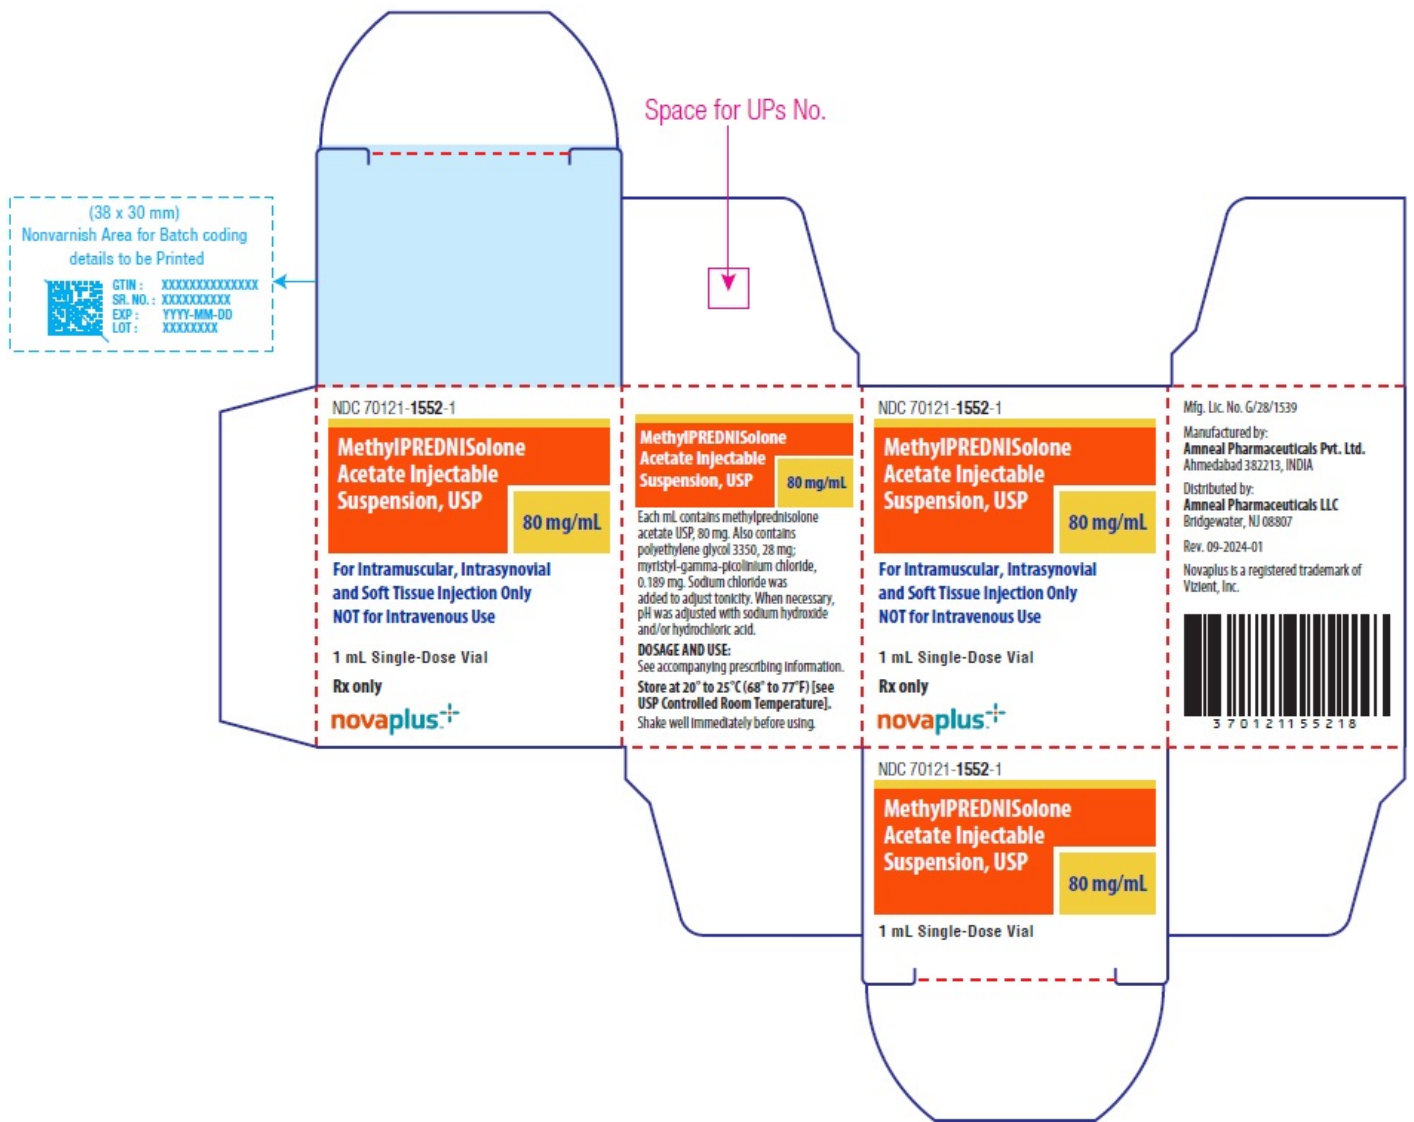 Space for UPs No.
(38 x 30 mm)
Nonvarnish Area for Batch coding
details to be Printed
GTIN : XXXXXXXXXXXXXX
SR. NO. : XXXXXXXXXX
EXP : YYYY-MM-DD
LOT : XXXXXXXX
NDC 70121-1552-1
MethylPREDNISolone
Acetate Injectable
Suspension, USP
80 mg/mL
For Intramuscular, Intrasynovial
and Soft Tissue Injection Only
NOT for Intravenous Use
1 mL Single-Dose Vial
Rx only
novaplus
MethylPREDNISolone
Acetate Injectable
Suspension, USP
80 mg/mL
Each mL contains methylprednisolone
acetate USP, 80 mg. Also contains
polyethylene glycol 3350, 28 mg;
myristyl-gamma-picolinium chloride,
0.189 mg. Sodium chloride was
added to adjust tonicity. When necessary,
pH was adjusted with sodium hydroxide
and/or hydrochloric acid.
DOSAGE AND USE:
See accompanying prescribing information.
Store at 20° to 25°C (68° to 77°F) [see
USP Controlled Room Temperature].
Shake well immediately before using.
NDC 70121-1552-1
MethylPREDNISolone
Acetate Injectable
Suspension, USP
80 mg/mL
For Intramuscular, Intrasynovial
and Soft Tissue Injection Only
NOT for Intravenous Use
1 mL Single-Dose Vial
Rx only
novaplus
Mfg. Lic. No. G/28/1539
Manufactured by:
Amneal Pharmaceuticals Pvt. Ltd.
Ahmedabad 382213, INDIA
Distributed by:
Amneal Pharmaceuticals LLC
Bridgewater, NJ 08807
Rev. 09-2024-01
Novaplus is a registered trademark of
Vizient, Inc.
3 7 0 1 2 1 1 5 5 2 1 8
NDC 70121-1552-1
MethylPREDNISolone
Acetate Injectable
Suspension, USP
80 mg/mL
1 mL Single-Dose Vial